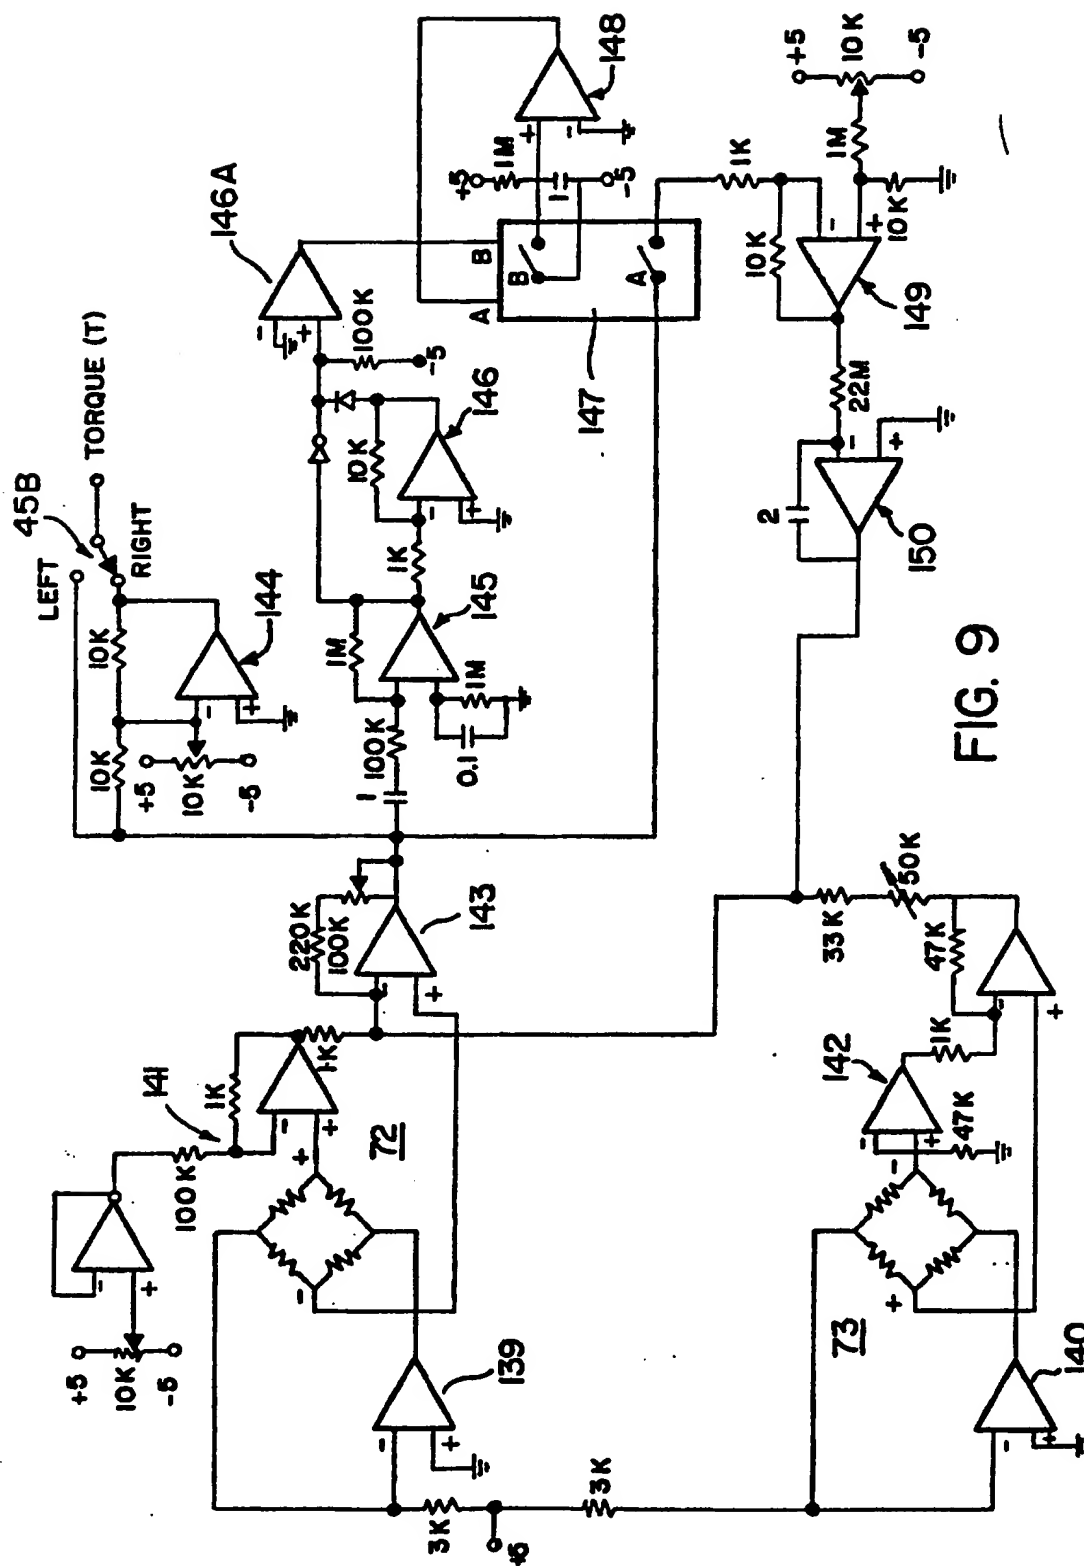 +5
10K
-5
100K
141
1K
1K
72
+
-
-
+
-
+
-
+
139
3K
+5
3K
220K
100K
143
-
+
LEFT
45B
TORQUE (T)
RIGHT
10K
10K
+5
10K
-5
-
+
144
1
100K
0.1
1M
1M
145
1K
10K
-
+
146
100K
-5
-
+
146A
A
B
B
A
147
+5
1M
1
-5
+
-
148
1K
10K
-
+
149
10K
1M
+5
10K
-5
22M
2
-
+
150
33K
50K
47K
1K
-
+
142
-
+
47K
-
+
73
-
+
140
FIG. 9